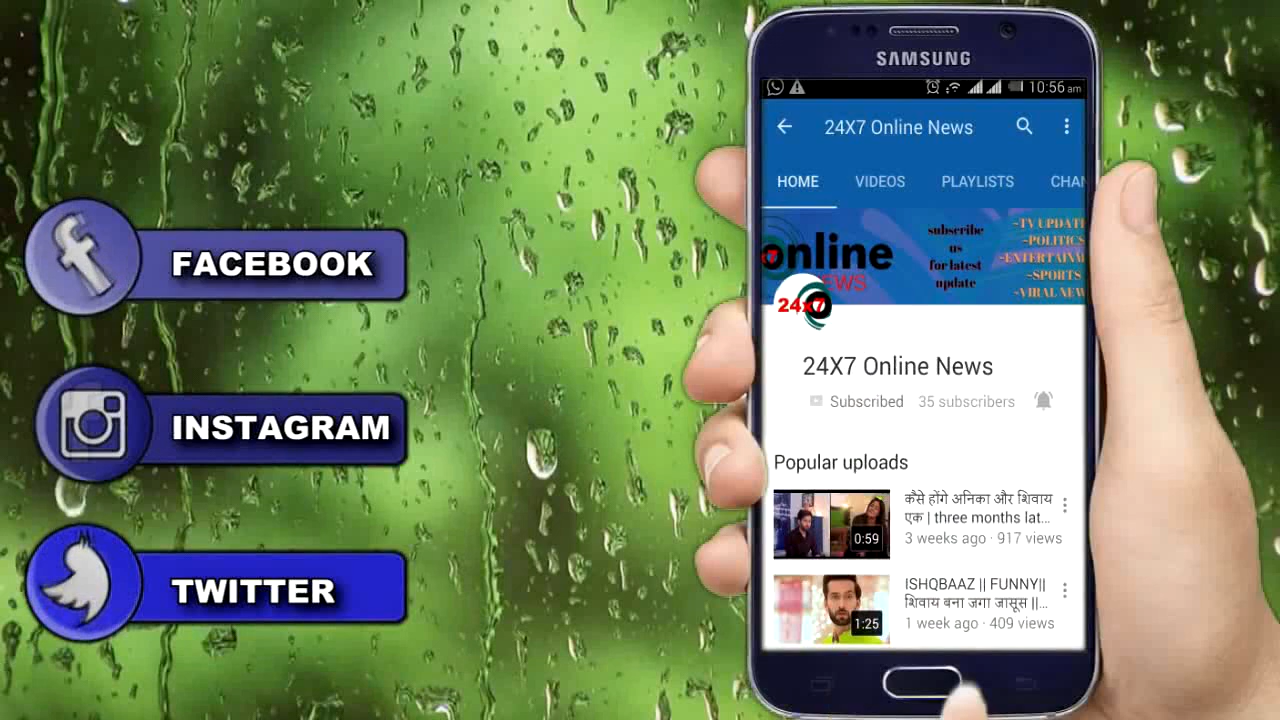 FACEBOOK
INSTAGRAM
TWITTER
SAMSUNG
10:56 am
24X7 Online News
HOME VIDEOS PLAYLISTS CHAN
online
NEWS
subscribe
us
for latest
update
~TV UPDATE
~POLITICS
~ENTERTAINM
~SPORTS
~VIRAL NEW
24x7
24X7 Online News
Subscribed 35 subscribers
Popular uploads
0:59
कैसे होंगे अनिका और शिवाय
एक | three months lat...
3 weeks ago · 917 views
1:25
ISHQBAAZ || FUNNY||
शिवाय बना जगा जासूस ||...
1 week ago · 409 views